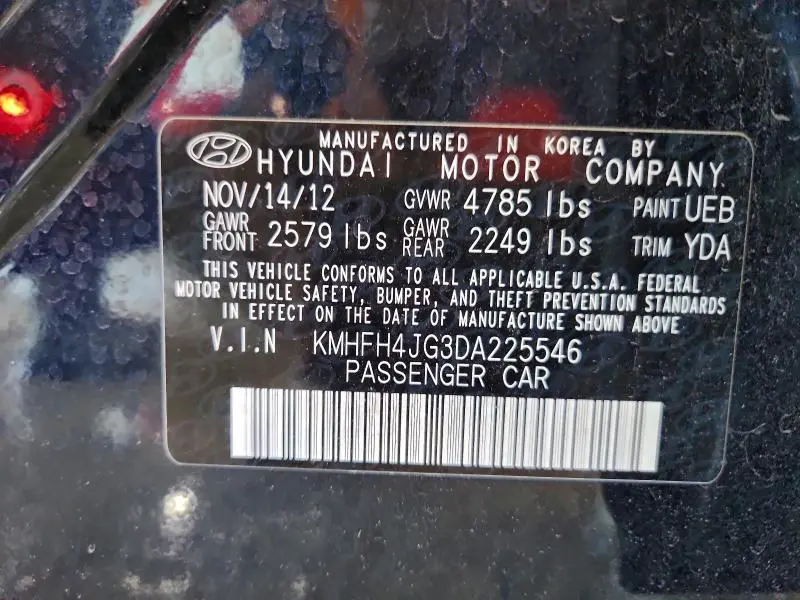 MANUFACTURED IN KOREA BY
HYUNDAI MOTOR COMPANY
NOV/14/12 GVWR 4785 lbs PAINT UEB
GAWR FRONT 2579 lbs GAWR REAR 2249 lbs TRIM YDA
THIS VEHICLE CONFORMS TO ALL APPLICABLE U.S.A. FEDERAL
MOTOR VEHICLE SAFETY, BUMPER, AND THEFT PREVENTION STANDARDS
IN EFFECT ON THE DATE OF MANUFACTURE SHOWN ABOVE
V.I.N KMHFH4JG3DA225546
PASSENGER CAR